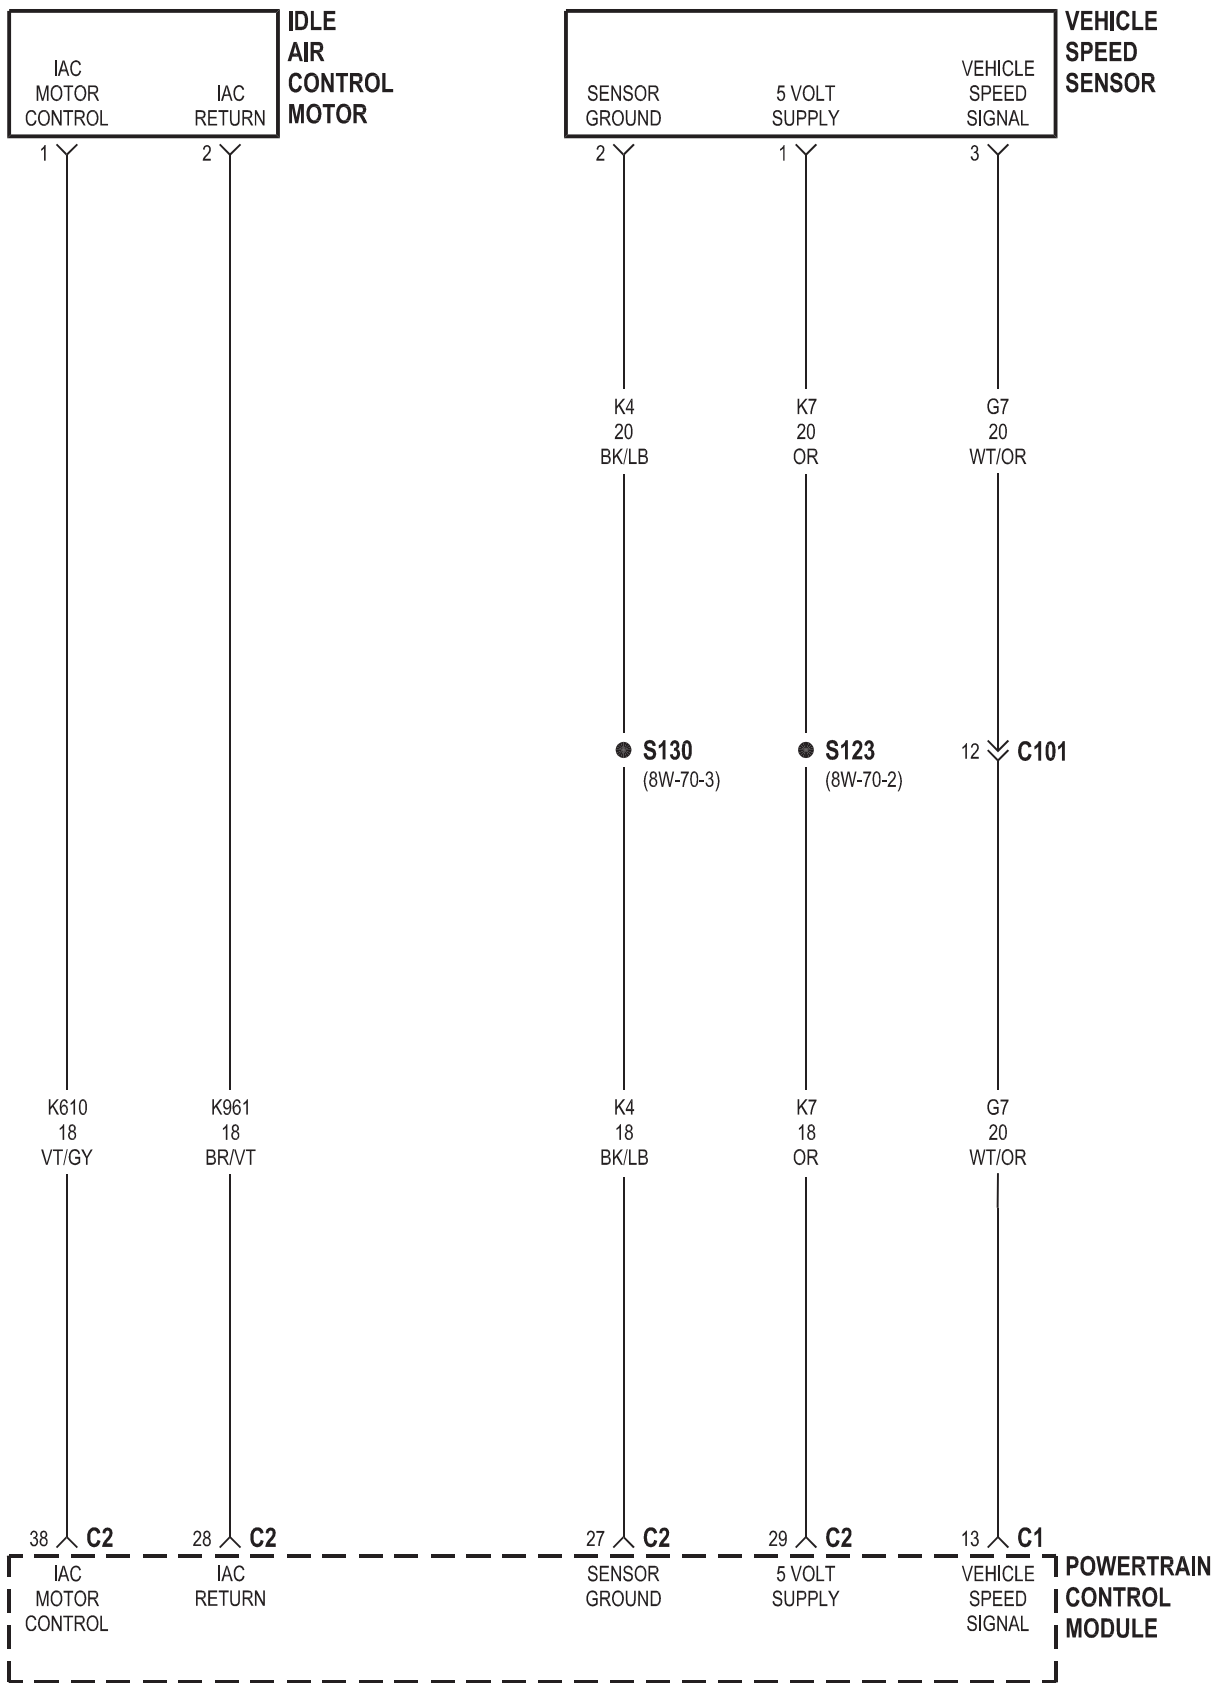 IDLE
AIR
CONTROL
MOTOR
IAC
MOTOR
CONTROL
IAC
RETURN
1
2
VEHICLE
SPEED
SENSOR
SENSOR
GROUND
5 VOLT
SUPPLY
VEHICLE
SPEED
SIGNAL
2
1
3
K4
20
BK/LB
K7
20
OR
G7
20
WT/OR
S130
(8W-70-3)
S123
(8W-70-2)
12
C101
K610
18
VT/GY
K961
18
BR/VT
K4
18
BK/LB
K7
18
OR
G7
20
WT/OR
38 C2
28 C2
27 C2
29 C2
13 C1
IAC
MOTOR
CONTROL
IAC
RETURN
SENSOR
GROUND
5 VOLT
SUPPLY
VEHICLE
SPEED
SIGNAL
POWERTRAIN
CONTROL
MODULE